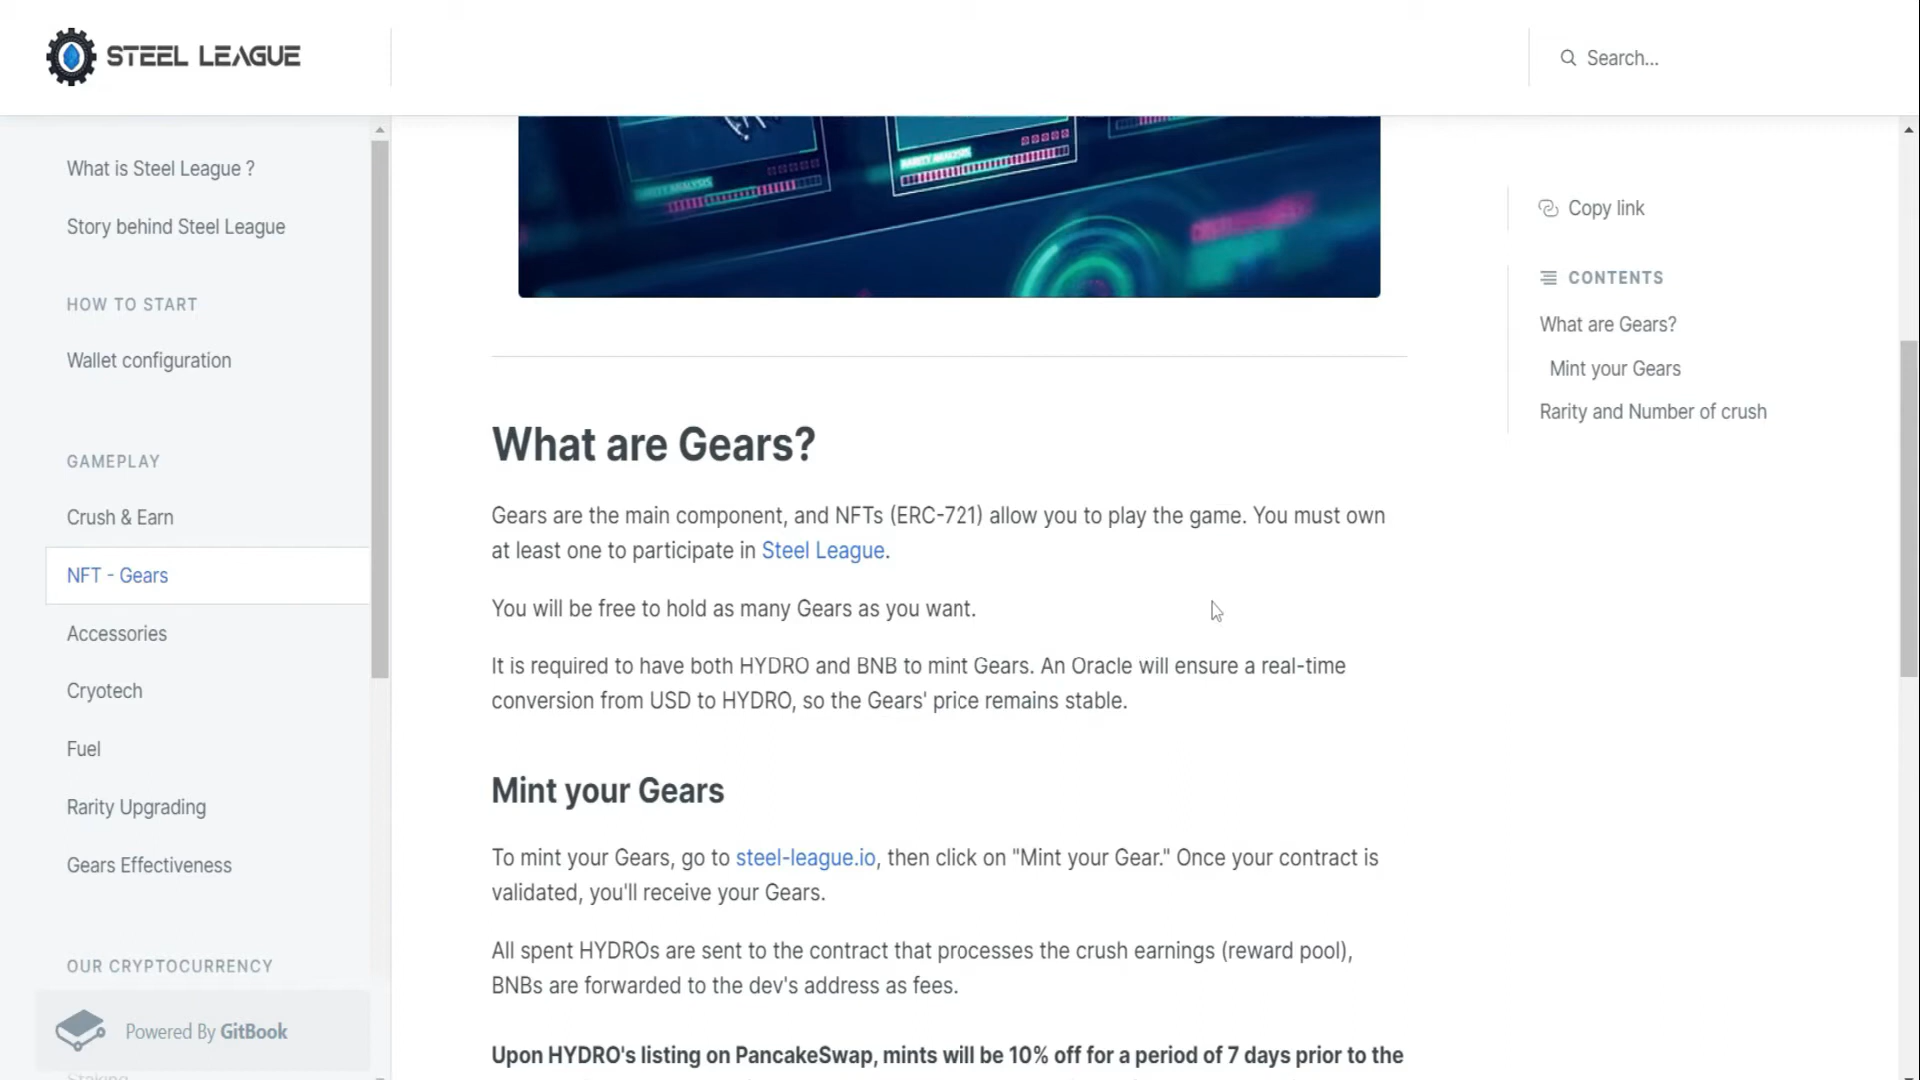 STEEL LEAGUE
Search...
What is Steel League ?
Story behind Steel League
HOW TO START
Wallet configuration
GAMEPLAY
Crush & Earn
NFT - Gears
Accessories
Cryotech
Fuel
Rarity Upgrading
Gears Effectiveness
OUR CRYPTOCURRENCY
Powered By GitBook
Staking
RARITY ANALYSIS
RARITY ANALYSIS
What are Gears?
Gears are the main component, and NFTs (ERC-721) allow you to play the game. You must own
at least one to participate in Steel League.
You will be free to hold as many Gears as you want.
It is required to have both HYDRO and BNB to mint Gears. An Oracle will ensure a real-time
conversion from USD to HYDRO, so the Gears' price remains stable.
Mint your Gears
To mint your Gears, go to steel-league.io, then click on "Mint your Gear." Once your contract is
validated, you'll receive your Gears.
All spent HYDROs are sent to the contract that processes the crush earnings (reward pool),
BNBs are forwarded to the dev's address as fees.
Upon HYDRO's listing on PancakeSwap, mints will be 10% off for a period of 7 days prior to the
Copy link
CONTENTS
What are Gears?
Mint your Gears
Rarity and Number of crush